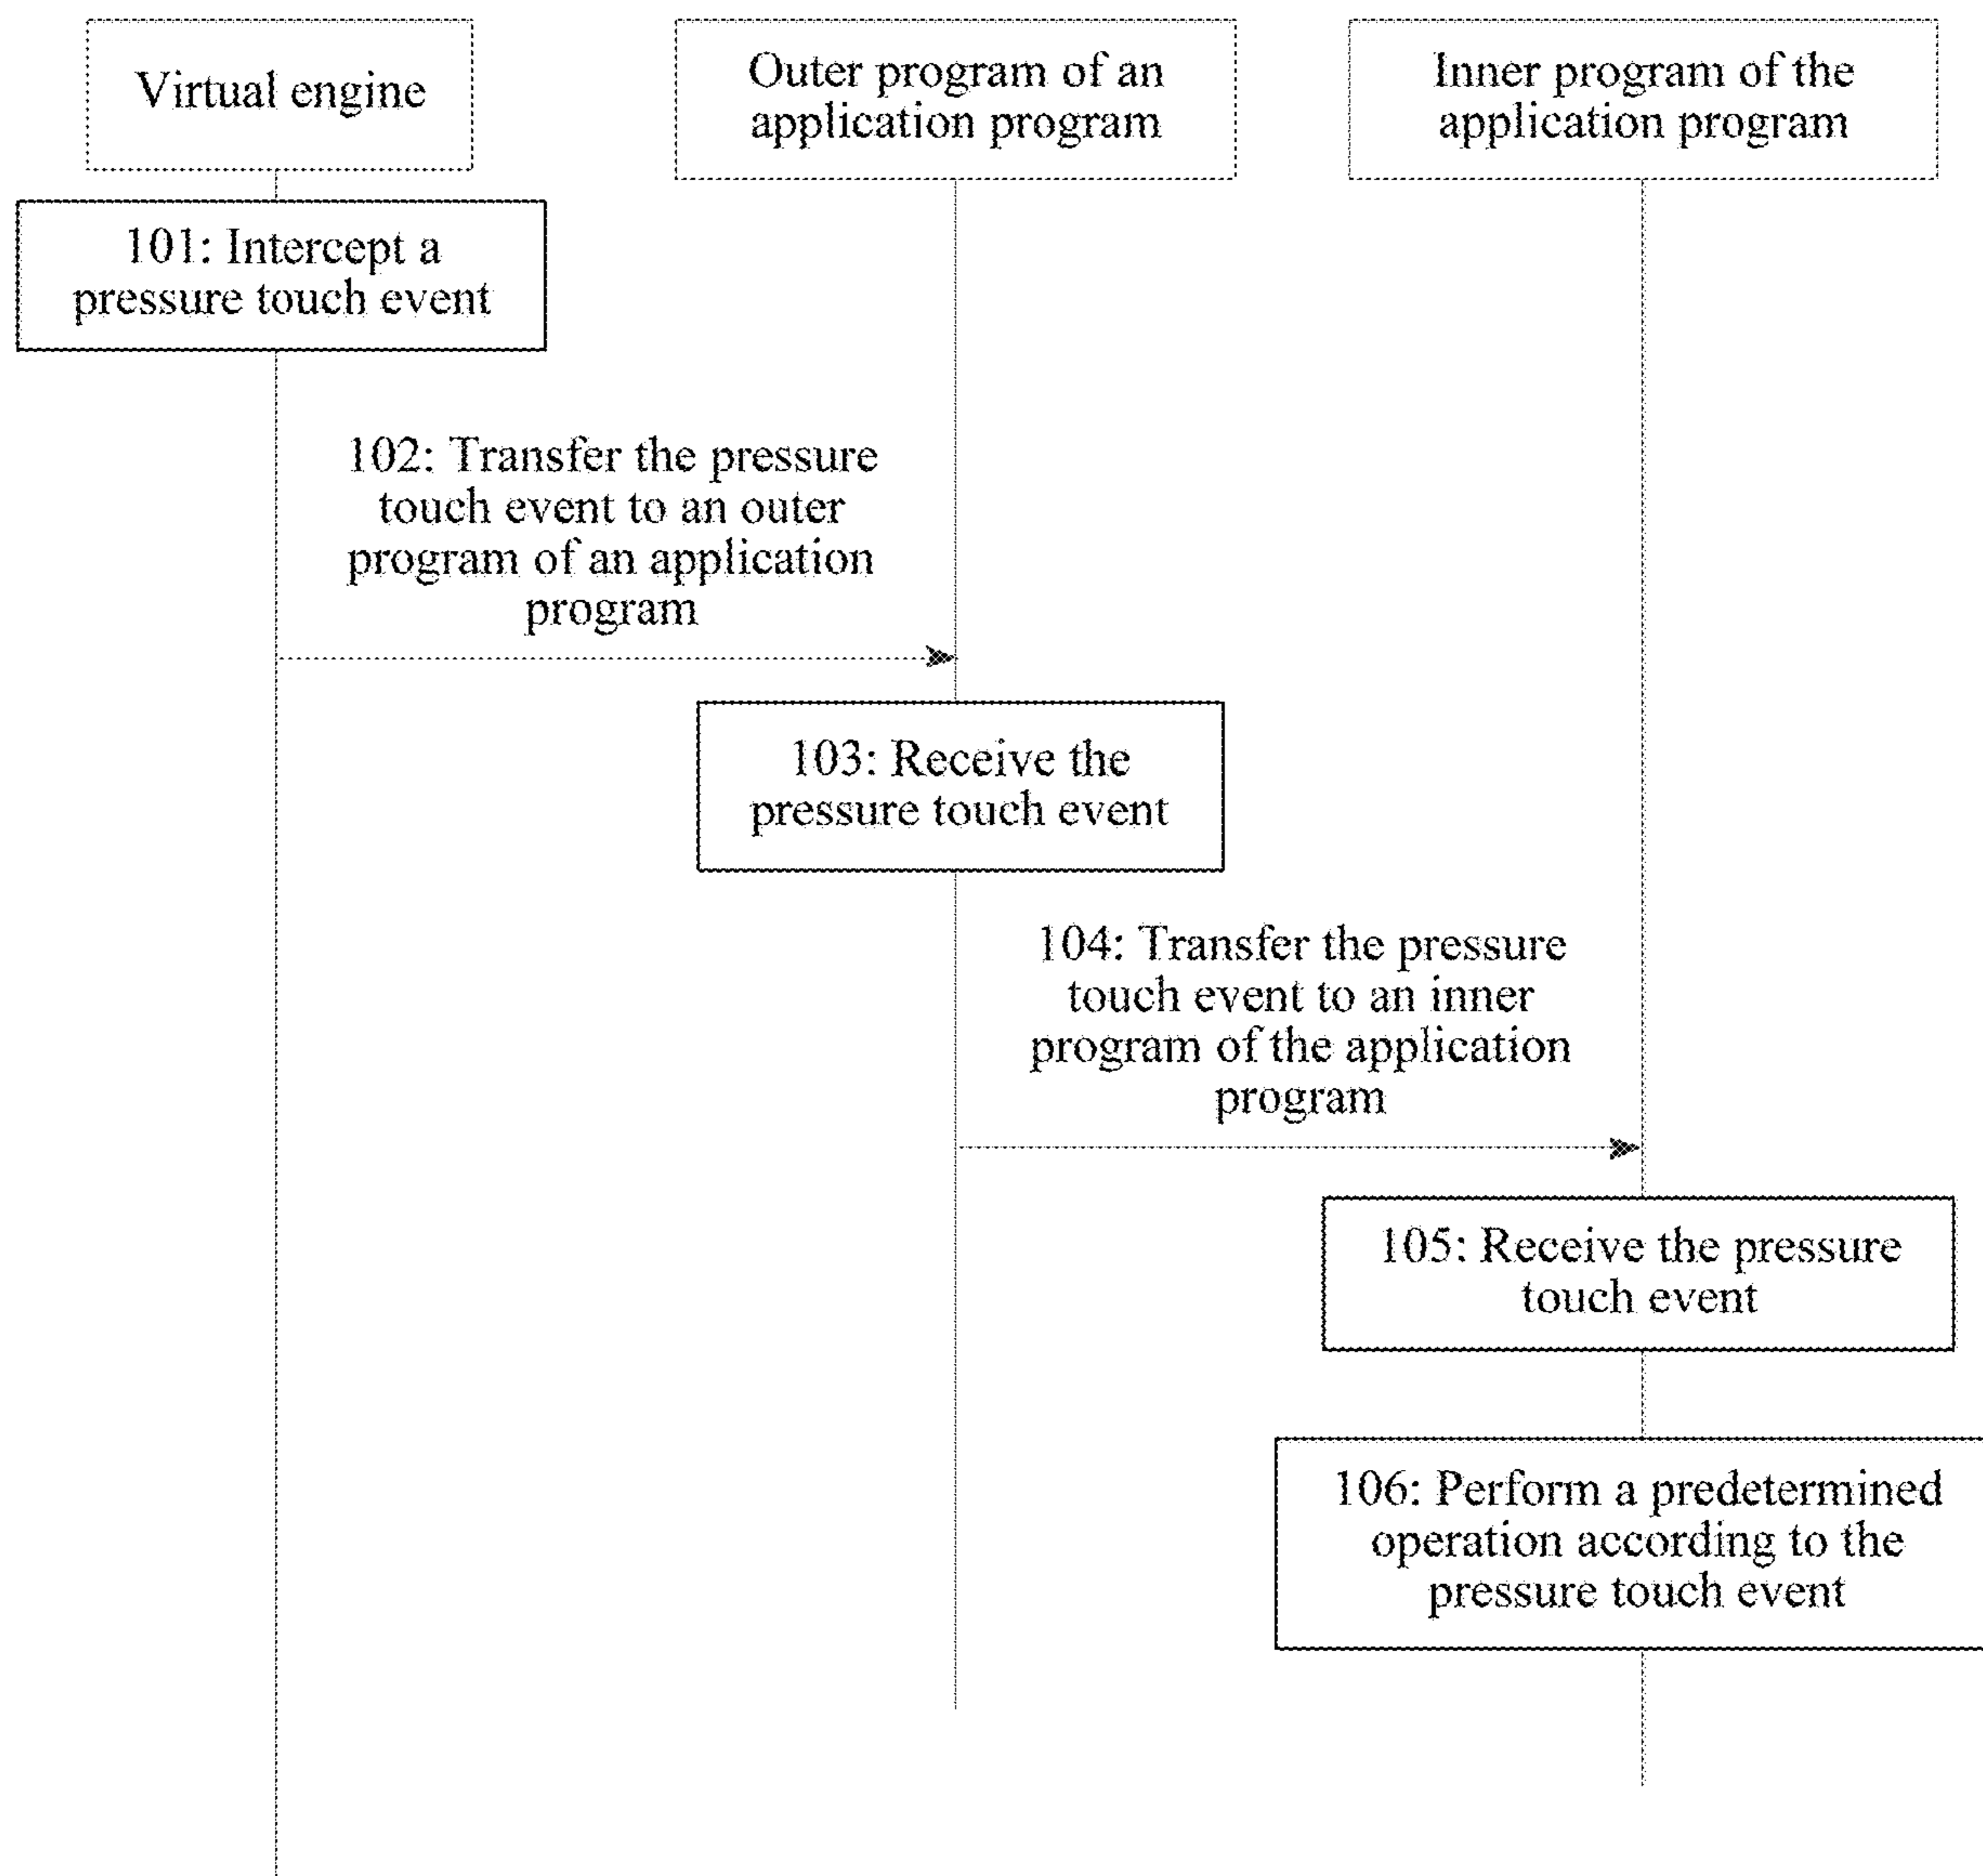 Virtual engine
Outer program of an
application program
Inner program of the
application program
101: Intercept a
pressure touch event
102: Transfer the pressure
touch event to an outer
program of an application
program
103: Receive the
pressure touch event
104: Transfer the pressure
touch event to an inner
program of the application
program
105: Receive the pressure
touch event
106: Perform a predetermined
operation according to the
pressure touch event